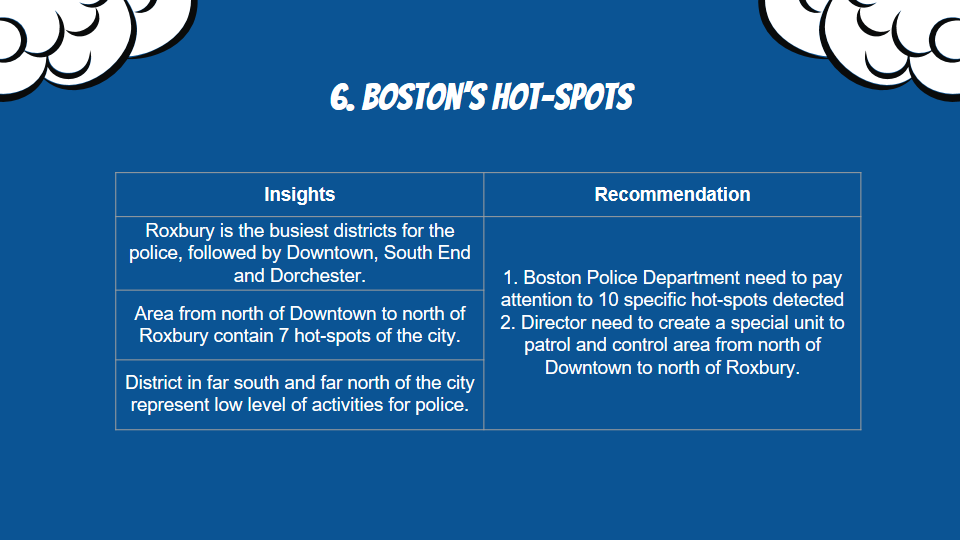 6. BOSTON'S HOT-SPOTS
Insights
Recommendation
Roxbury is the busiest districts for the
police, followed by Downtown, South End
and Dorchester.
Area from north of Downtown to north of
Roxbury contain 7 hot-spots of the city.
District in far south and far north of the city
represent low level of activities for police.
1. Boston Police Department need to pay
attention to 10 specific hot-spots detected
2. Director need to create a special unit to
patrol and control area from north of
Downtown to north of Roxbury.